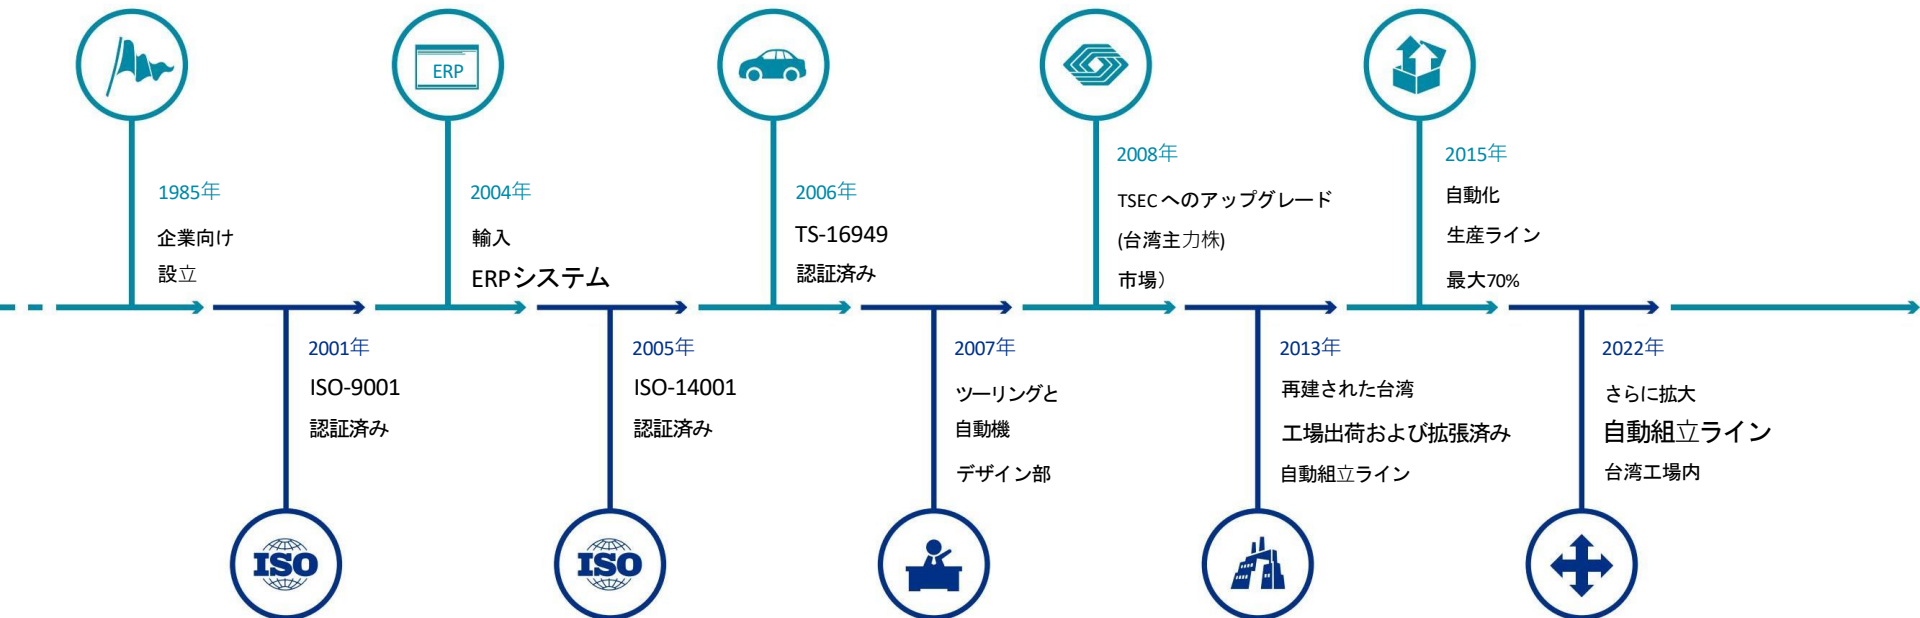 ERP
1985年
企業向け
設立
2001年
ISO-9001
認証済み
ISO
2004年
輸入
ERPシステム
2005年
ISO-14001
認証済み
ISO
2006年
TS-16949
認証済み
2007年
ツーリングと
自動機
デザイン部
2008年
TSEC へのアップグレード
(台湾主力株)
市場）
2013年
再建された台湾
工場出荷および拡張済み
自動組立ライン
2015年
自動化
生産ライン
最大70%
2022年
さらに拡大
自動組立ライン
台湾工場内